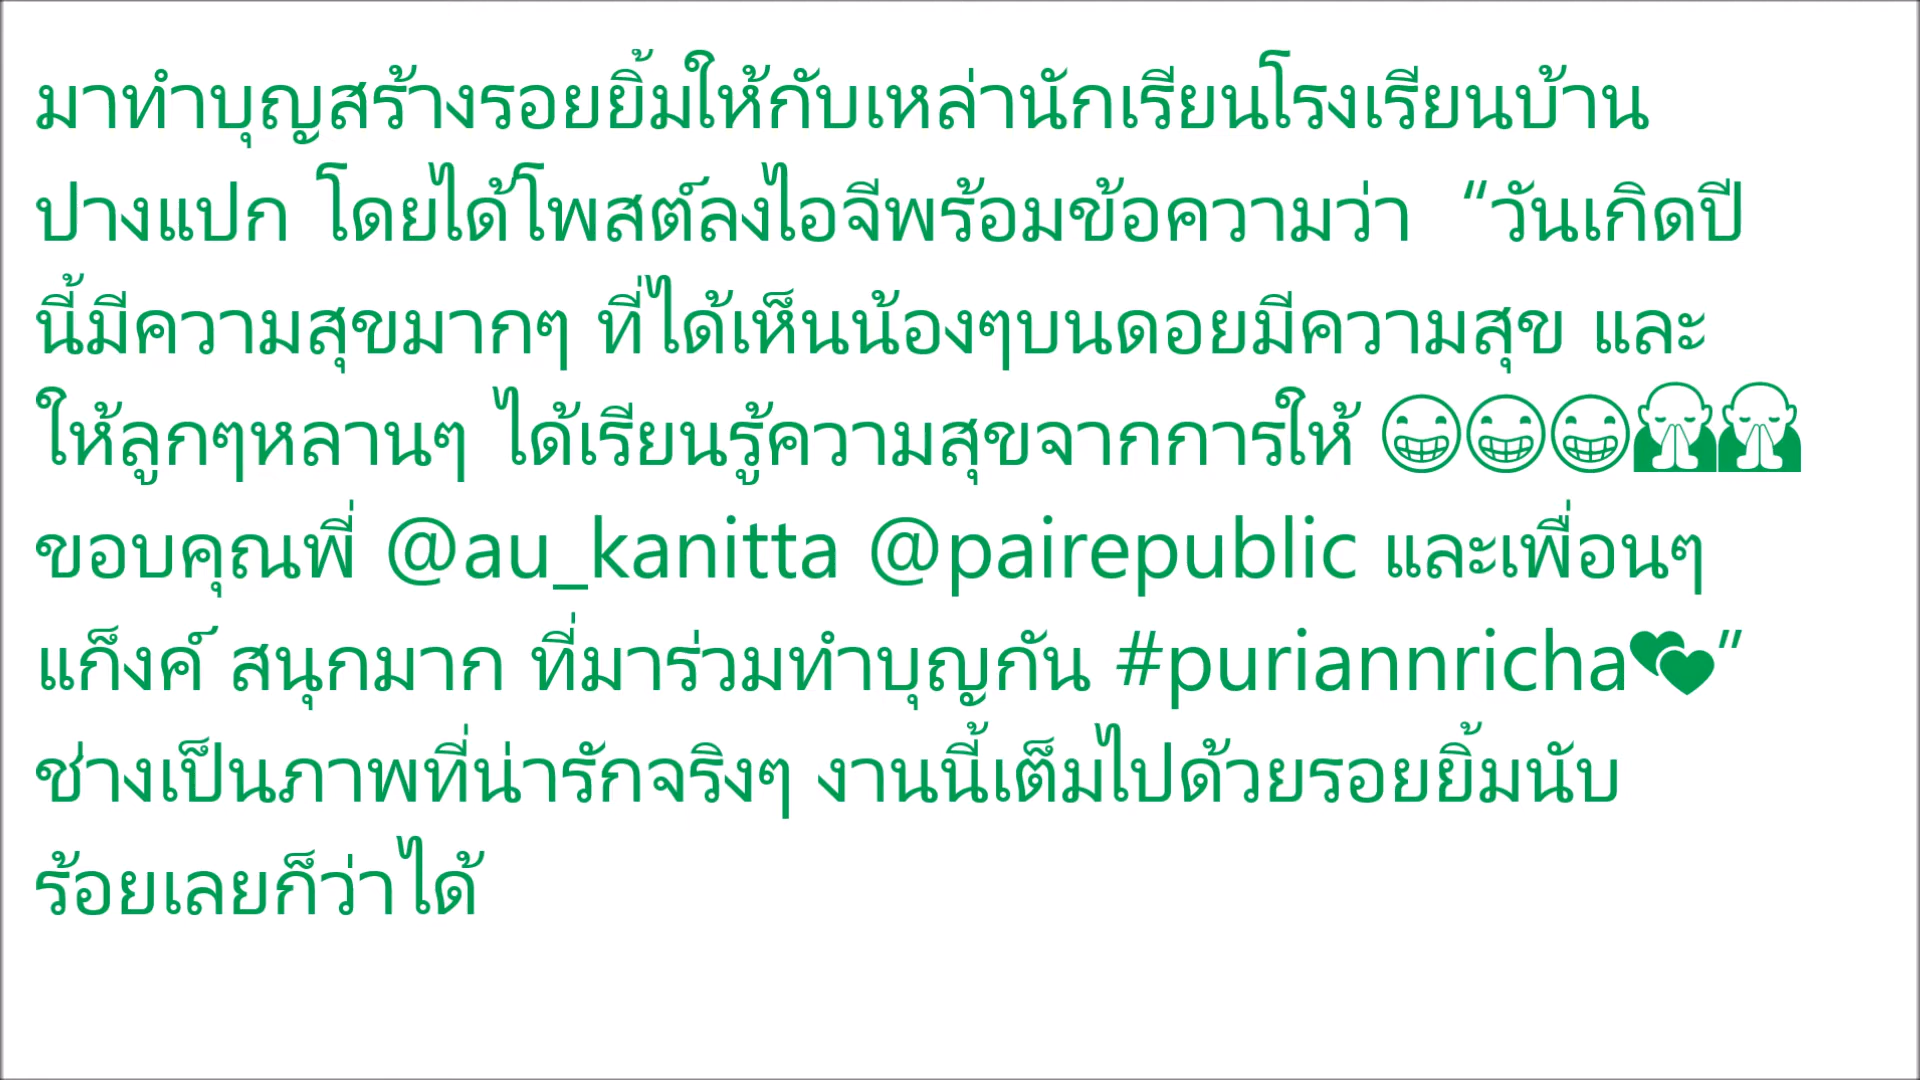 มาทำบุญสร้างรอยยิ้มให้กับเหล่านักเรียนโรงเรียนบ้าน
ปางแปก โดยได้โพสต์ลงไอจีพร้อมข้อความว่า  “วันเกิดปี
นี้มีความสุขมากๆ ที่ได้เห็นน้องๆบนดอยมีความสุข และ
ให้ลูกๆหลานๆ ได้เรียนรู้ความสุขจากการให้ 😁😁😁🙏🙏
ขอบคุณพี่ @au_kanitta @pairepublic และเพื่อนๆ
แก็งค์ สนุกมาก ที่มาร่วมทำบุญกัน #puriannricha💕”
ช่างเป็นภาพที่น่ารักจริงๆ งานนี้เต็มไปด้วยรอยยิ้มนับ
ร้อยเลยก็ว่าได้